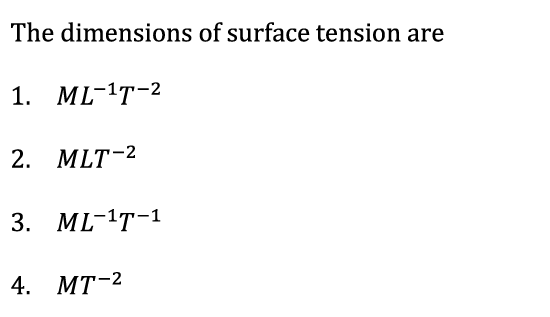 The dimensions of surface tension are
1. ML⁻¹T⁻²
2. MLT⁻²
3. ML⁻¹T⁻¹
4. MT⁻²